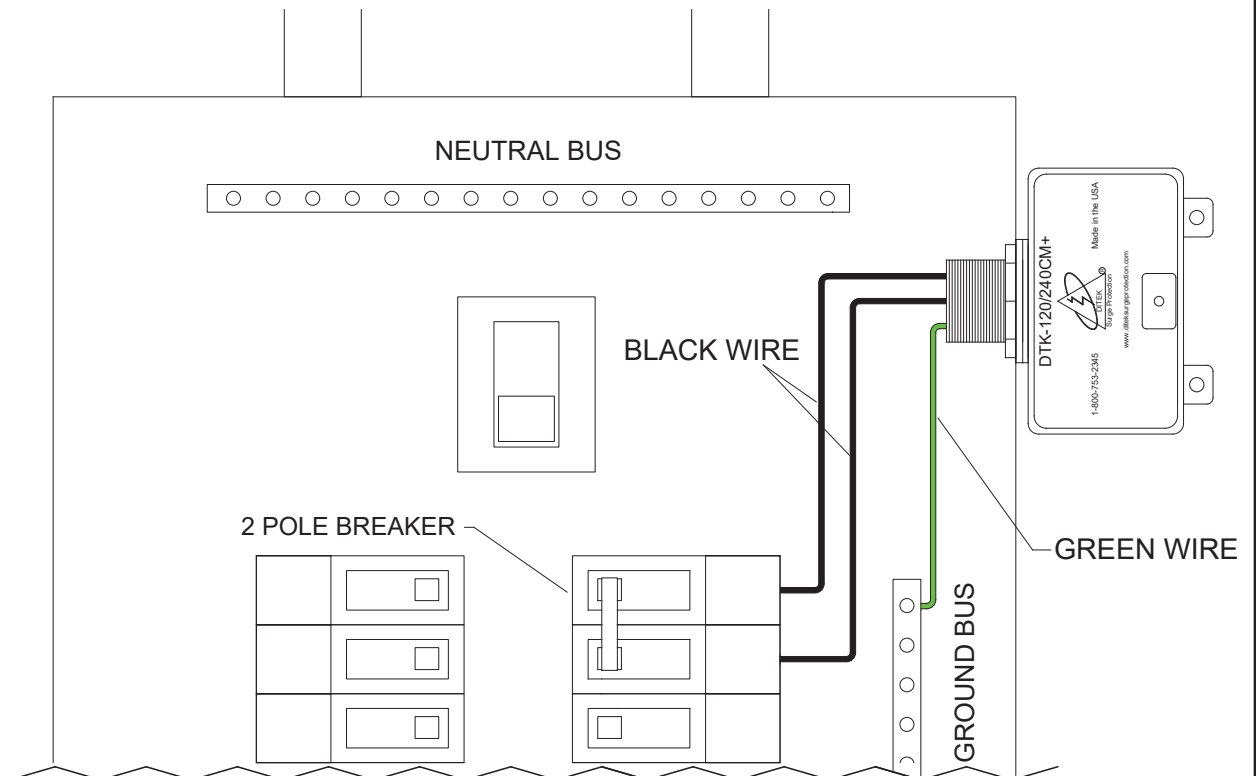 NEUTRAL BUS
BLACK WIRE
2 POLE BREAKER
GREEN WIRE
GROUND BUS
DTK-120/240CM+
DITEK
Surge Protection
®
Made in the USA
www.diteksurgeprotection.com
1-800-753-2345